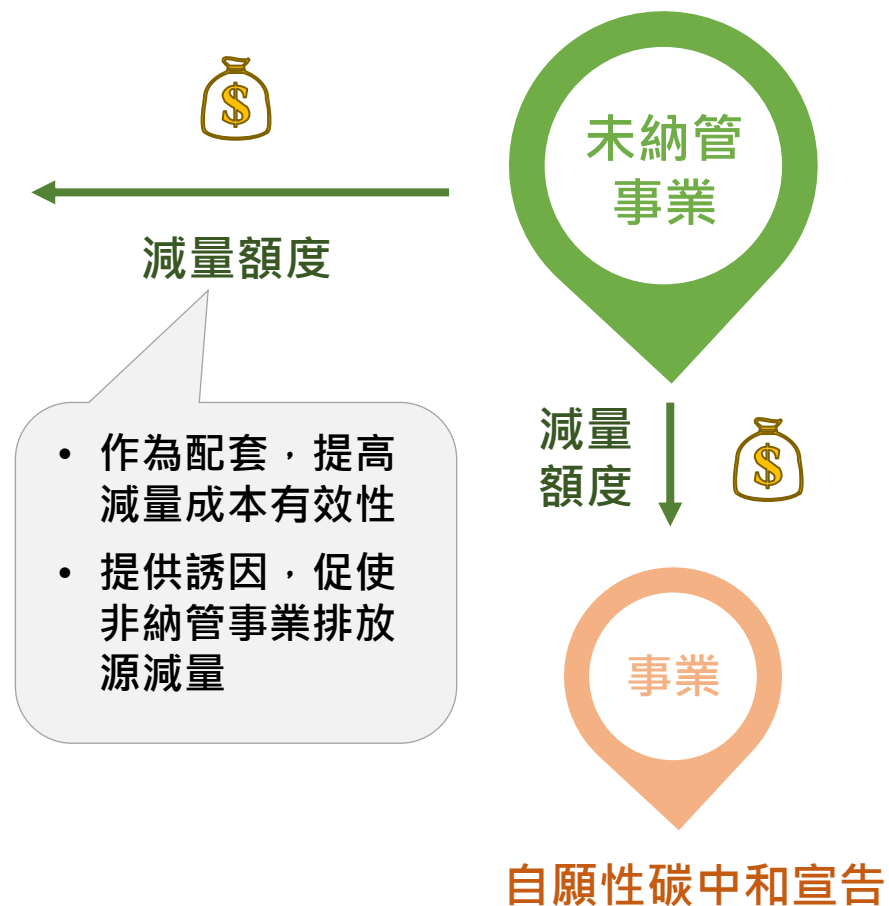 $
未納管
事業
減量額度
• 作為配套，提高
減量成本有效性
• 提供誘因，促使
非納管事業排放
源減量
減量
額度
$
事業
自願性碳中和宣告